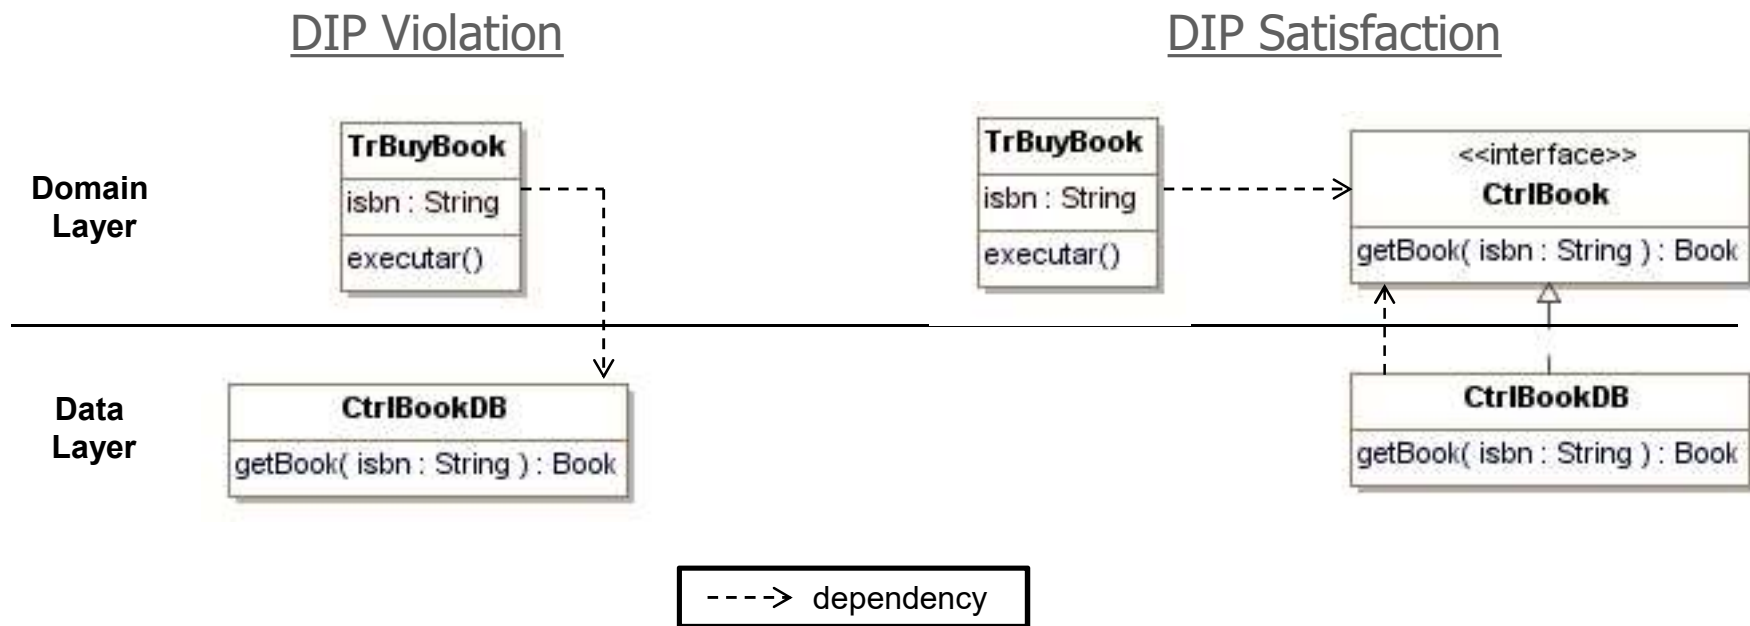 DIP Violation
DIP Satisfaction
Domain
Layer
TrBuyBook
isbn : String
executar()
TrBuyBook
isbn : String
executar()
<<interface>>
CtrlBook
getBook( isbn : String ) : Book
Data
Layer
CtrlBookDB
getBook( isbn : String ) : Book
CtrlBookDB
getBook( isbn : String ) : Book
dependency